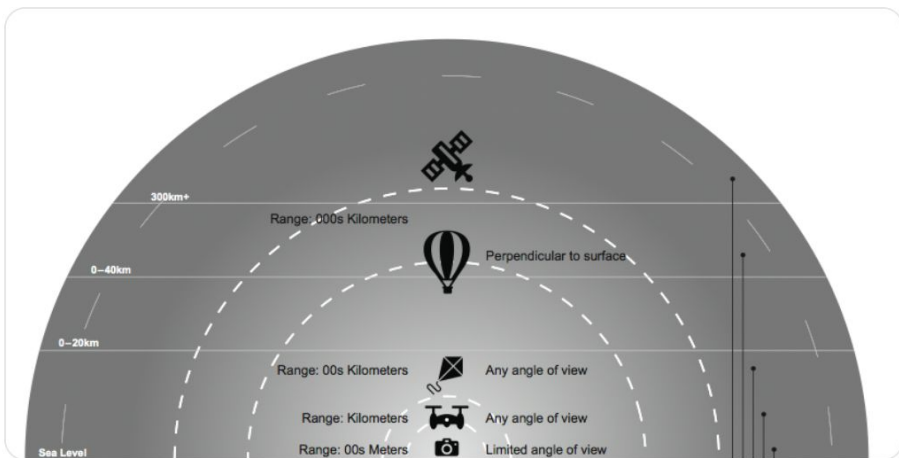 300km+
Range: 000s Kilometers
Perpendicular to surface
0–40km
0–20km
Range: 00s Kilometers
Any angle of view
Range: Kilometers
Any angle of view
Sea Level
Range: 00s Meters
Limited angle of view